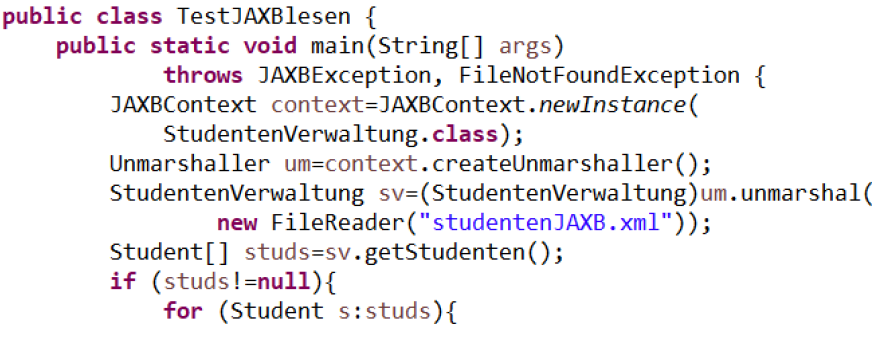 public class TestJAXBlesen {
    public static void main(String[] args)
            throws JAXBException, FileNotFoundException {
        JAXBContext context=JAXBContext.newInstance(
            StudentenVerwaltung.class);
        Unmarshaller um=context.createUnmarshaller();
        StudentenVerwaltung sv=(StudentenVerwaltung)um.unmarshal(
                new FileReader("studentenJAXB.xml"));
        Student[] studs=sv.getStudenten();
        if (studs!=null){
            for (Student s:studs){